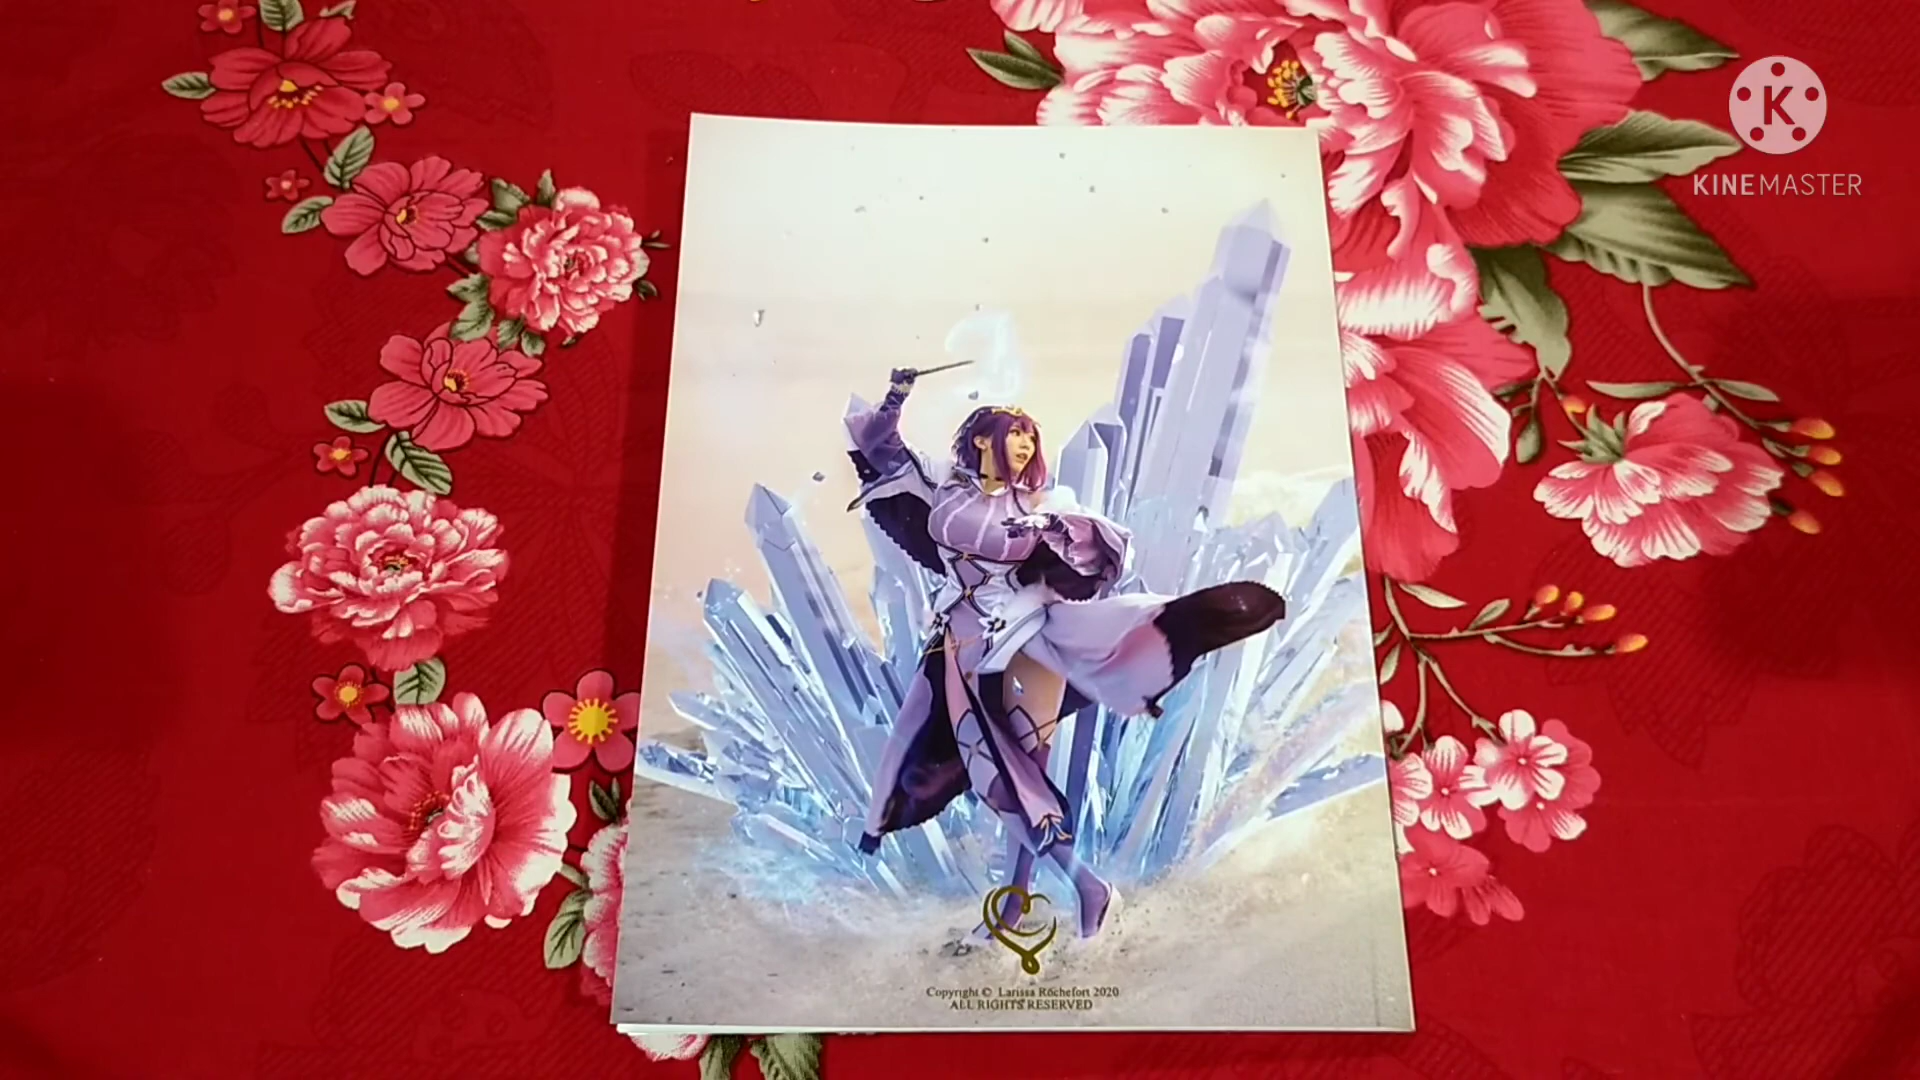 K
KINEMASTER
Copyright © Larissa Rochefort 2020
ALL RIGHTS RESERVED